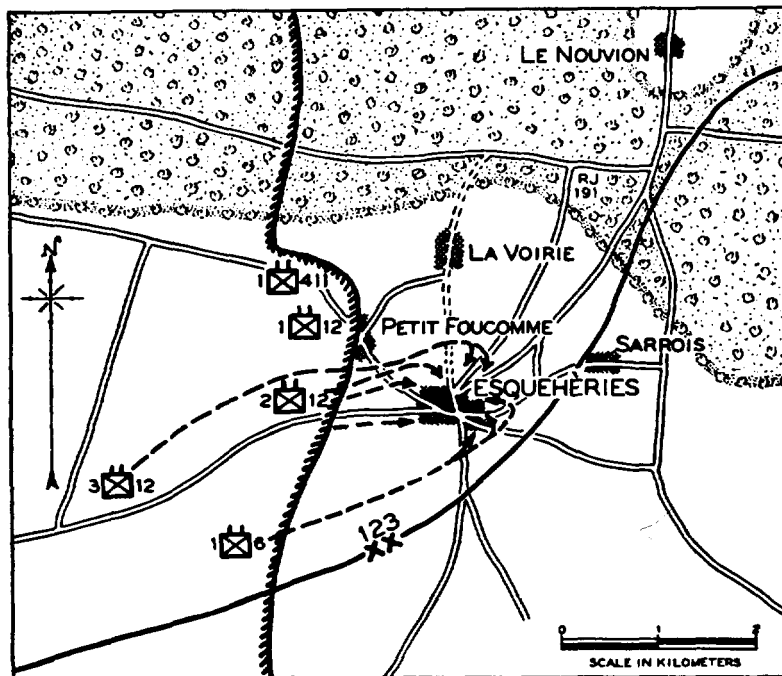 LE NOUVION
RJ
191
N
LA VOIRIE
1 411
1 12
PETIT FOUCOMME
SARROIS
2 12
ESQUEHÉRIES
3 12
1 6
123
XX
0 1 2
SCALE IN KILOMETERS